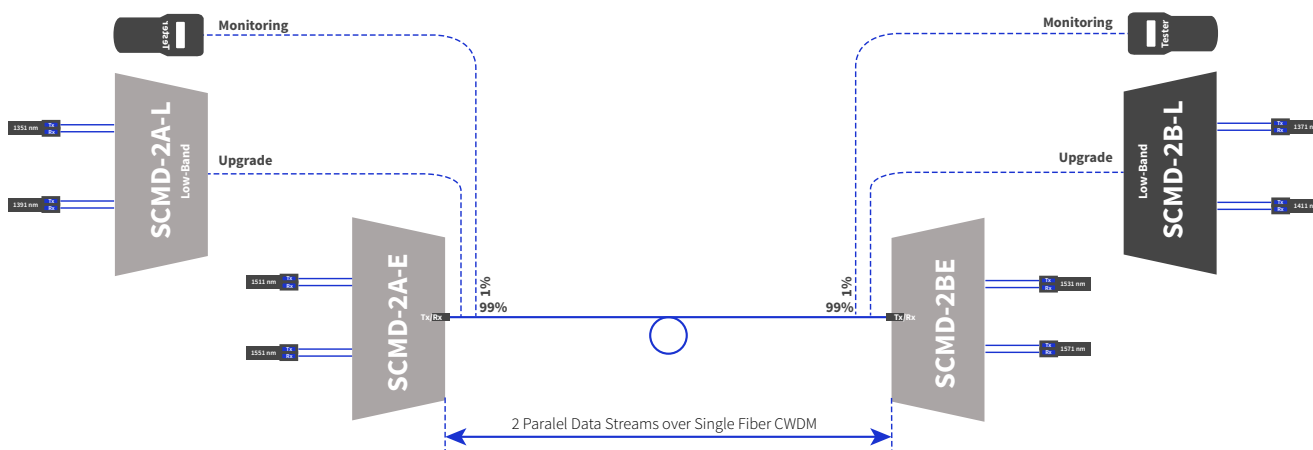 Monitoring
Tester
Monitoring
Tester
SCMD-2A-L
Low-Band
1351 nm
Tx
Rx
1391 nm
Tx
Rx
Upgrade
Upgrade
Low-Band
SCMD-2B-L
Tx
Rx
1371 n
Tx
Rx
1411 n
SCMD-2A-E
1511 nm
Tx
Rx
1551 nm
Tx
Rx
Tx/Rx
1%
99%
1%
99%
Tx/Rx
SCMD-2BE
Tx
Rx
1531 nm
Tx
Rx
1571 nm
2 Paralel Data Streams over Single Fiber CWDM